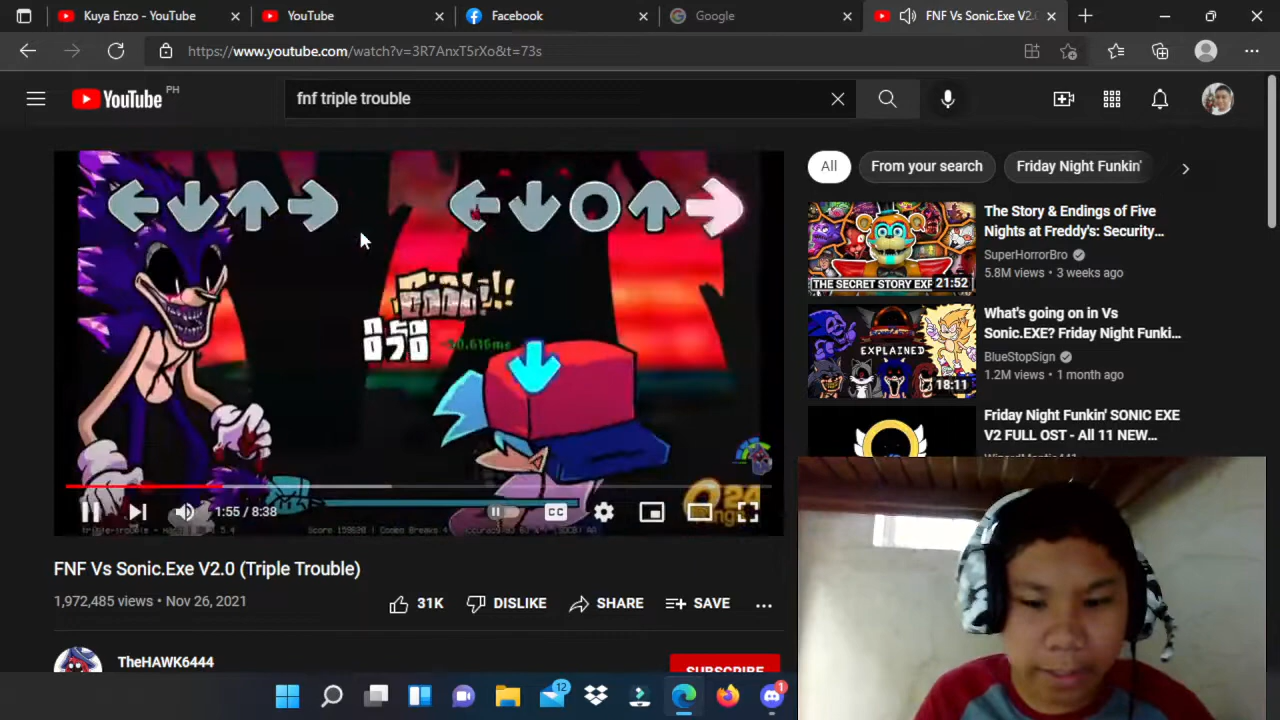 Kuya Enzo - YouTube
YouTube
Facebook
Google
FNF Vs Sonic.Exe V2.
https://www.youtube.com/watch?v=3R7AnxT5rXo&t=73s
YouTube PH
fnf triple trouble
All
From your search
Friday Night Funkin'
The Story & Endings of Five
Nights at Freddy's: Security...
SuperHorrorBro
5.8M views • 3 weeks ago
THE SECRET STORY
21:52
What's going on in Vs
Sonic.EXE? Friday Night Funki...
BlueStopSign
1.2M views • 1 month ago
EXPLAINED
18:11
Friday Night Funkin' SONIC EXE
V2 FULL OST - All 11 NEW...
050
1:55 / 8:38
CC
FNF Vs Sonic.Exe V2.0 (Triple Trouble)
1,972,485 views • Nov 26, 2021
31K
DISLIKE
SHARE
SAVE
TheHAWK6444
SUBSCRIBE
12
1